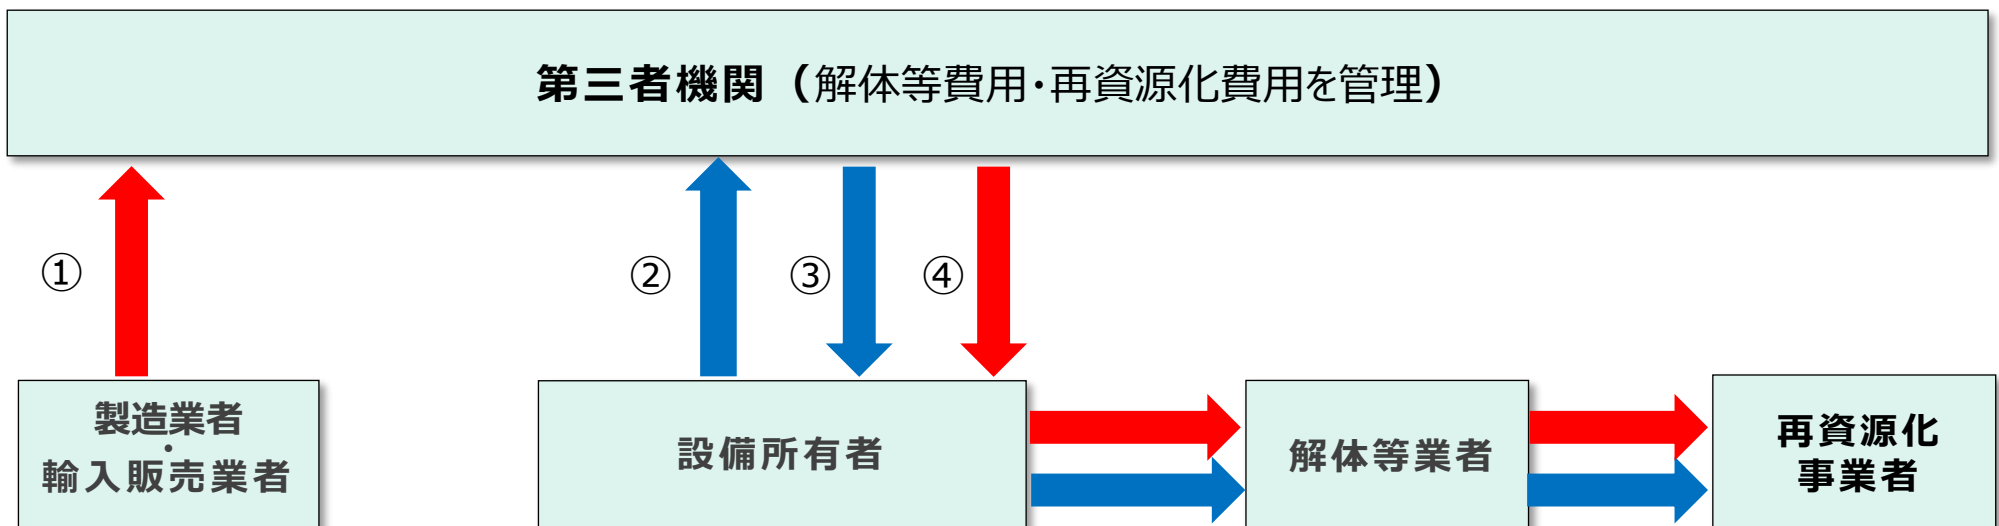 第三者機関（解体等費用・再資源化費用を管理）
①
②
③
④
製造業者
・
輸入販売業者
設備所有者
解体等業者
再資源化
事業者